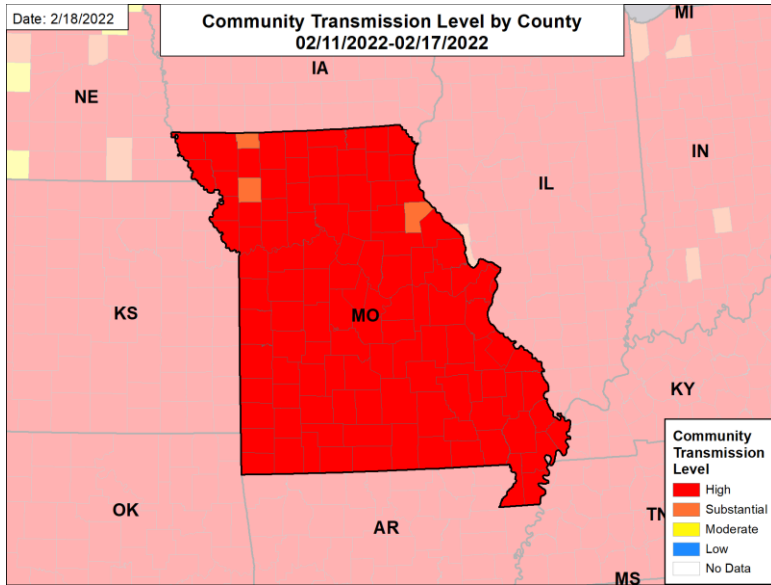 Date: 2/18/2022
Community Transmission Level by County
02/11/2022-02/17/2022
MI
IA
NE
IN
IL
KS
MO
KY
Community
Transmission
Level
High
Substantial
Moderate
Low
No Data
OK
AR
TN
MS